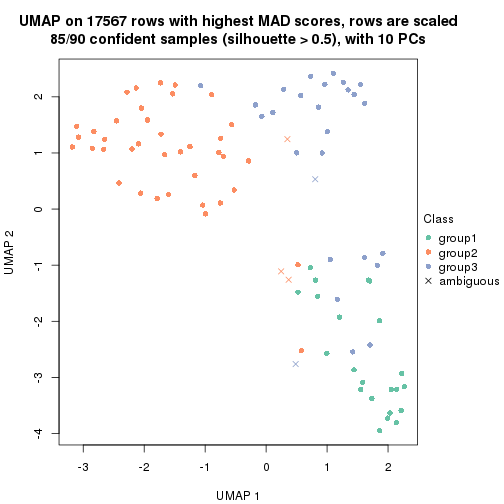 UMAP on 17567 rows with highest MAD scores, rows are scaled
85/90 confident samples (silhouette > 0.5), with 10 PCs
2
1
0
-1
-2
-3
-4
UMAP 2
-3
-2
-1
0
1
2
UMAP 1
Class
group1
group2
group3
ambiguous